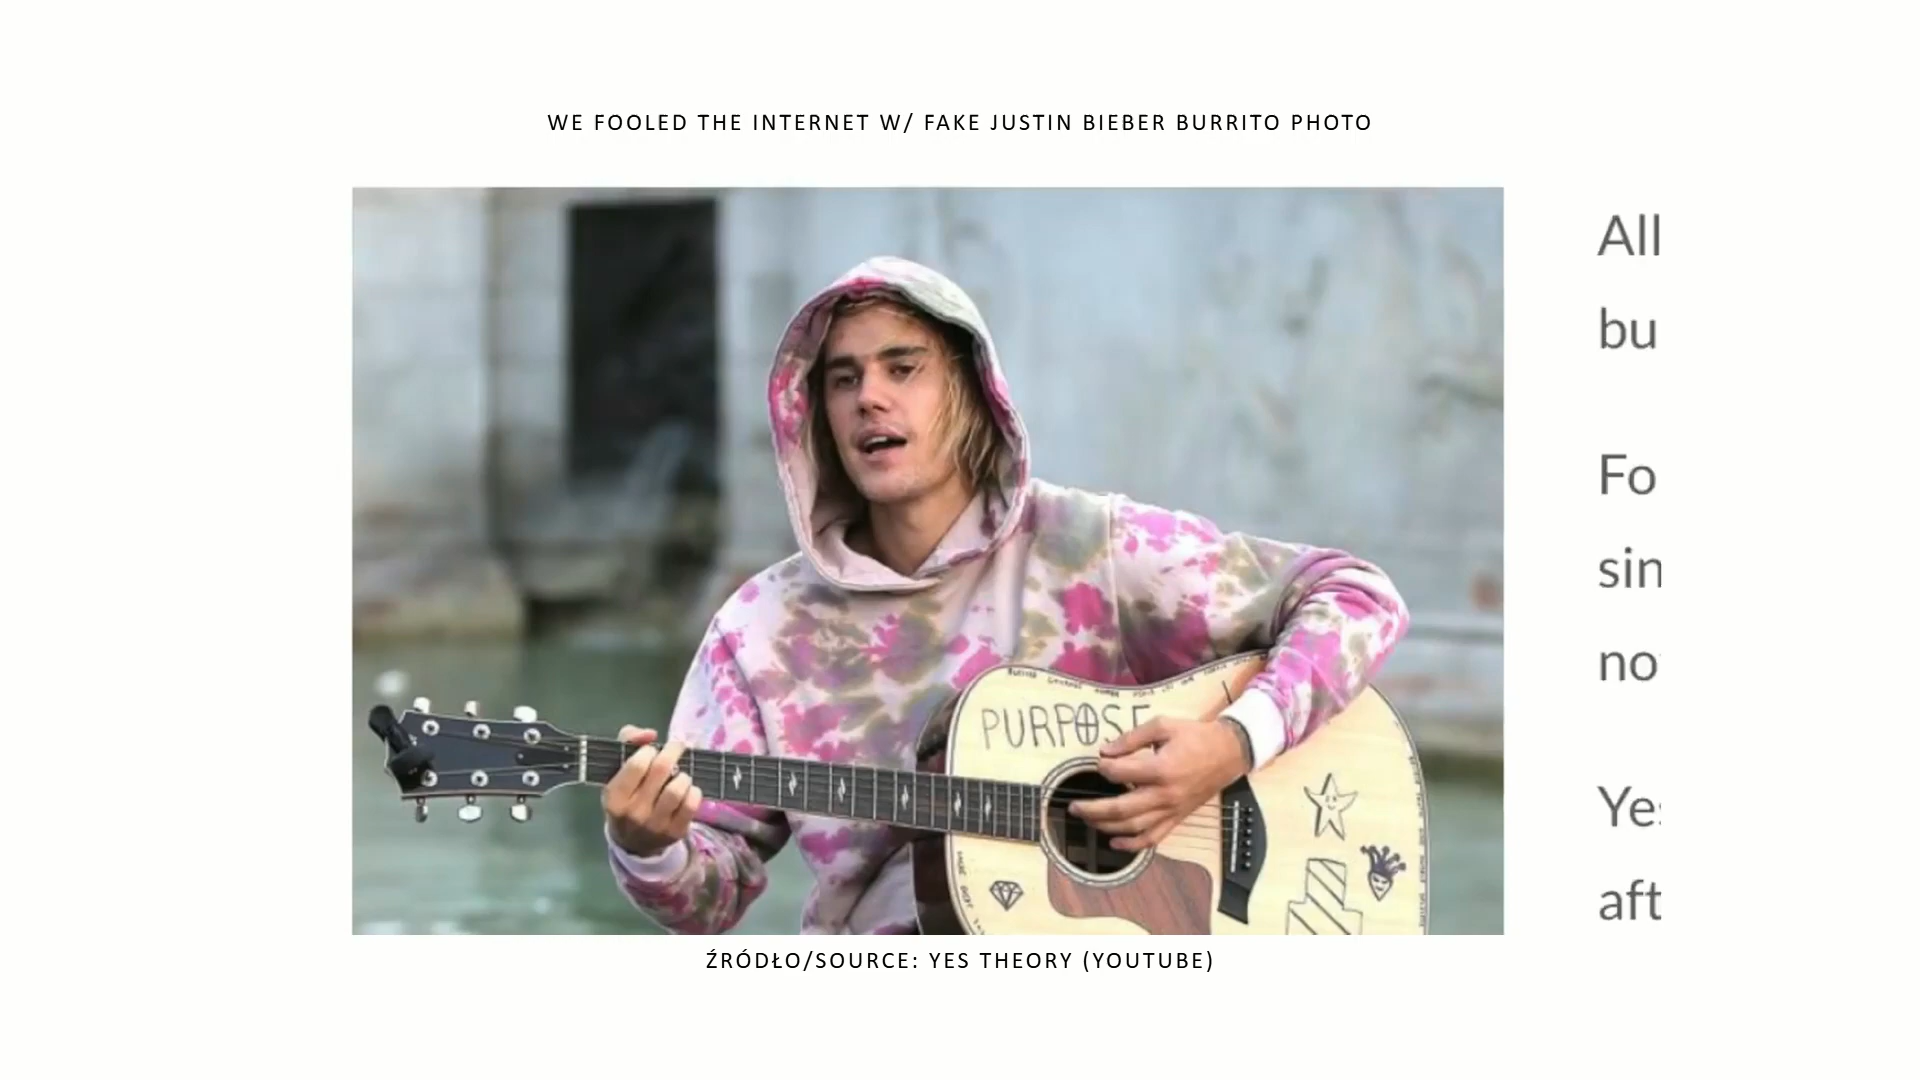 WE FOOLED THE INTERNET W/ FAKE JUSTIN BIEBER BURRITO PHOTO
All
bu
Fo
sin
no
Yes
aft
PURPOSE
ŹRÓDŁO/SOURCE: YES THEORY (YOUTUBE)